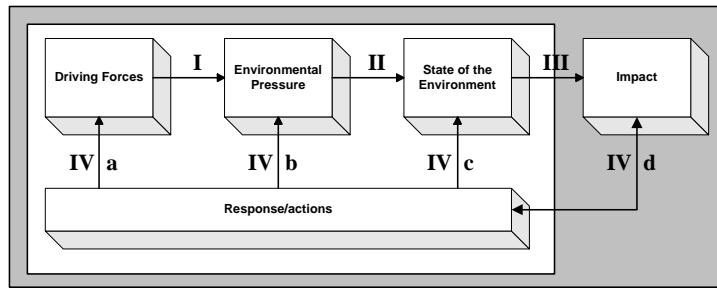 Driving Forces
I
Environmental
Pressure
II
State of the
Environment
III
Impact
IV a
IV b
IV c
IV d
Response/actions